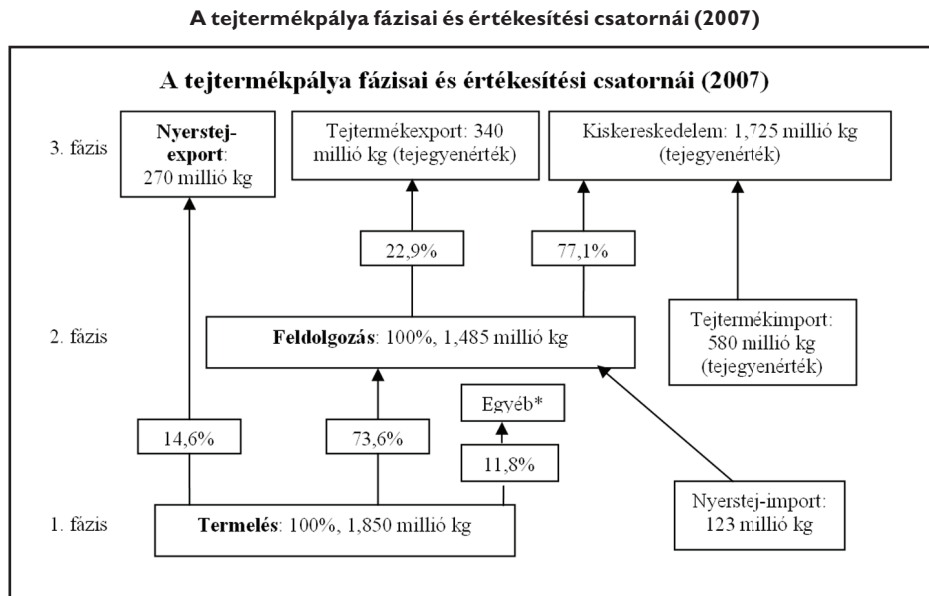 A tejtermékpálya fázisai és értékesítési csatornái (2007)
A tejtermékpálya fázisai és értékesítési csatornái (2007)
3. fázis
Nyerstej-
export:
270 millió kg
Tejtermékexport: 340
millió kg (tejegyenérték)
Kiskereskedelem: 1,725 millió kg
(tejegyenérték)
22,9%
77,1%
2. fázis
Feldolgozás: 100%, 1,485 millió kg
Tejtermékimport:
580 millió kg
(tejegyenérték)
Egyéb*
14,6%
73,6%
11,8%
Nyerstej-import:
123 millió kg
1. fázis
Termelés: 100%, 1,850 millió kg